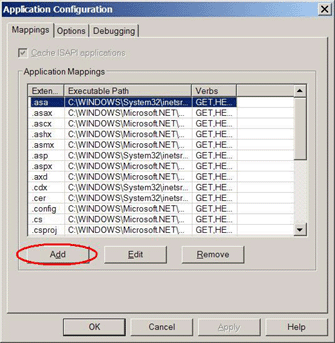 Application Configuration
Mappings Options Debugging
Cache ISAPI applications
Application Mappings
Exten... Executable Path Verbs
.asa C:\WINDOWS\System32\inetsr... GET,HE...
.asax C:\WINDOWS\Microsoft.NET\... GET,HE...
.ascx C:\WINDOWS\Microsoft.NET\... GET,HE...
.ashx C:\WINDOWS\Microsoft.NET\... GET,HE...
.asmx C:\WINDOWS\Microsoft.NET\... GET,HE...
.asp C:\WINDOWS\System32\inetsr... GET,HE...
.aspx C:\WINDOWS\Microsoft.NET\... GET,HE...
.axd C:\WINDOWS\Microsoft.NET\... GET,HE...
.cdx C:\WINDOWS\System32\inetsr... GET,HE...
.cer C:\WINDOWS\System32\inetsr... GET,HE...
.config C:\WINDOWS\Microsoft.NET\... GET,HE...
.cs C:\WINDOWS\Microsoft.NET\... GET,HE...
.csproj C:\WINDOWS\Microsoft.NET\... GET,HE...
Add Edit Remove
OK Cancel Apply Help